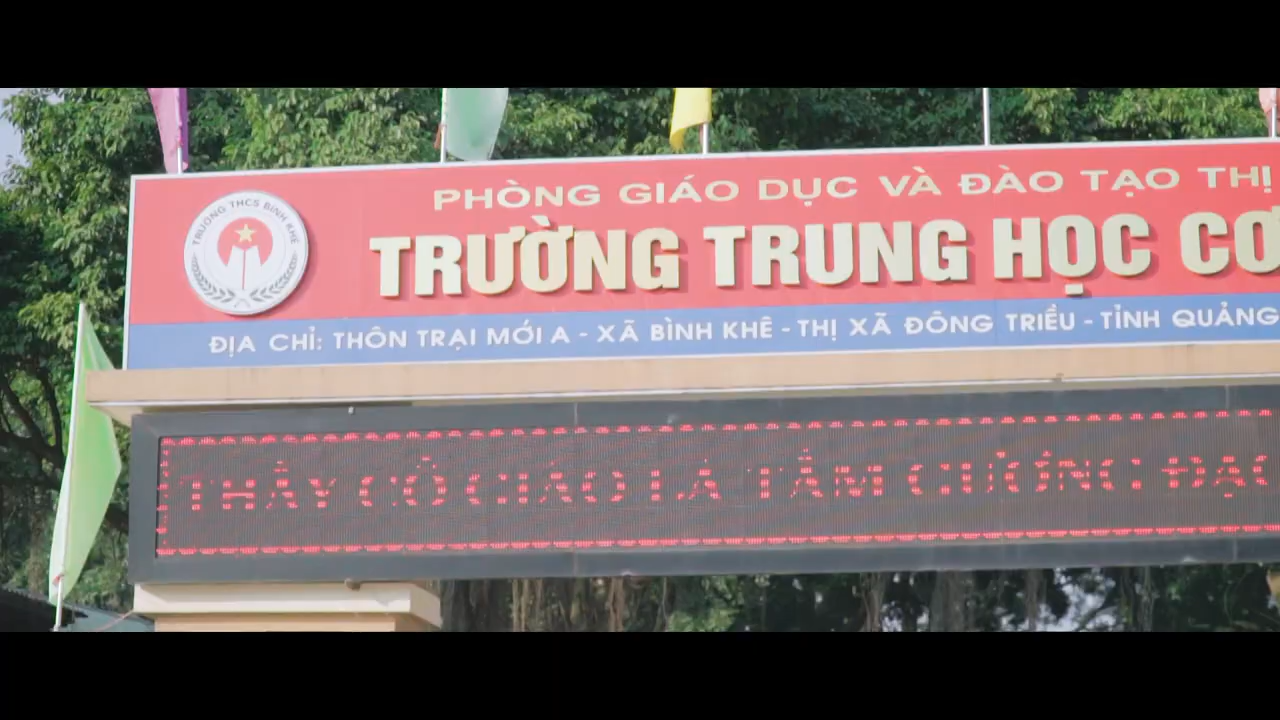 PHÒNG GIÁO DỤC VÀ ĐÀO TẠO THỊ
TRƯỜNG TRUNG HỌC CƠ
TRƯỜNG THCS BÌNH KHÊ
ĐỊA CHỈ: THÔN TRẠI MỚI A - XÃ BÌNH KHÊ - THỊ XÃ ĐÔNG TRIỀU - TỈNH QUẢNG
THẦY CÔ GIÁO LÀ TẤM GƯƠNG ĐẠO